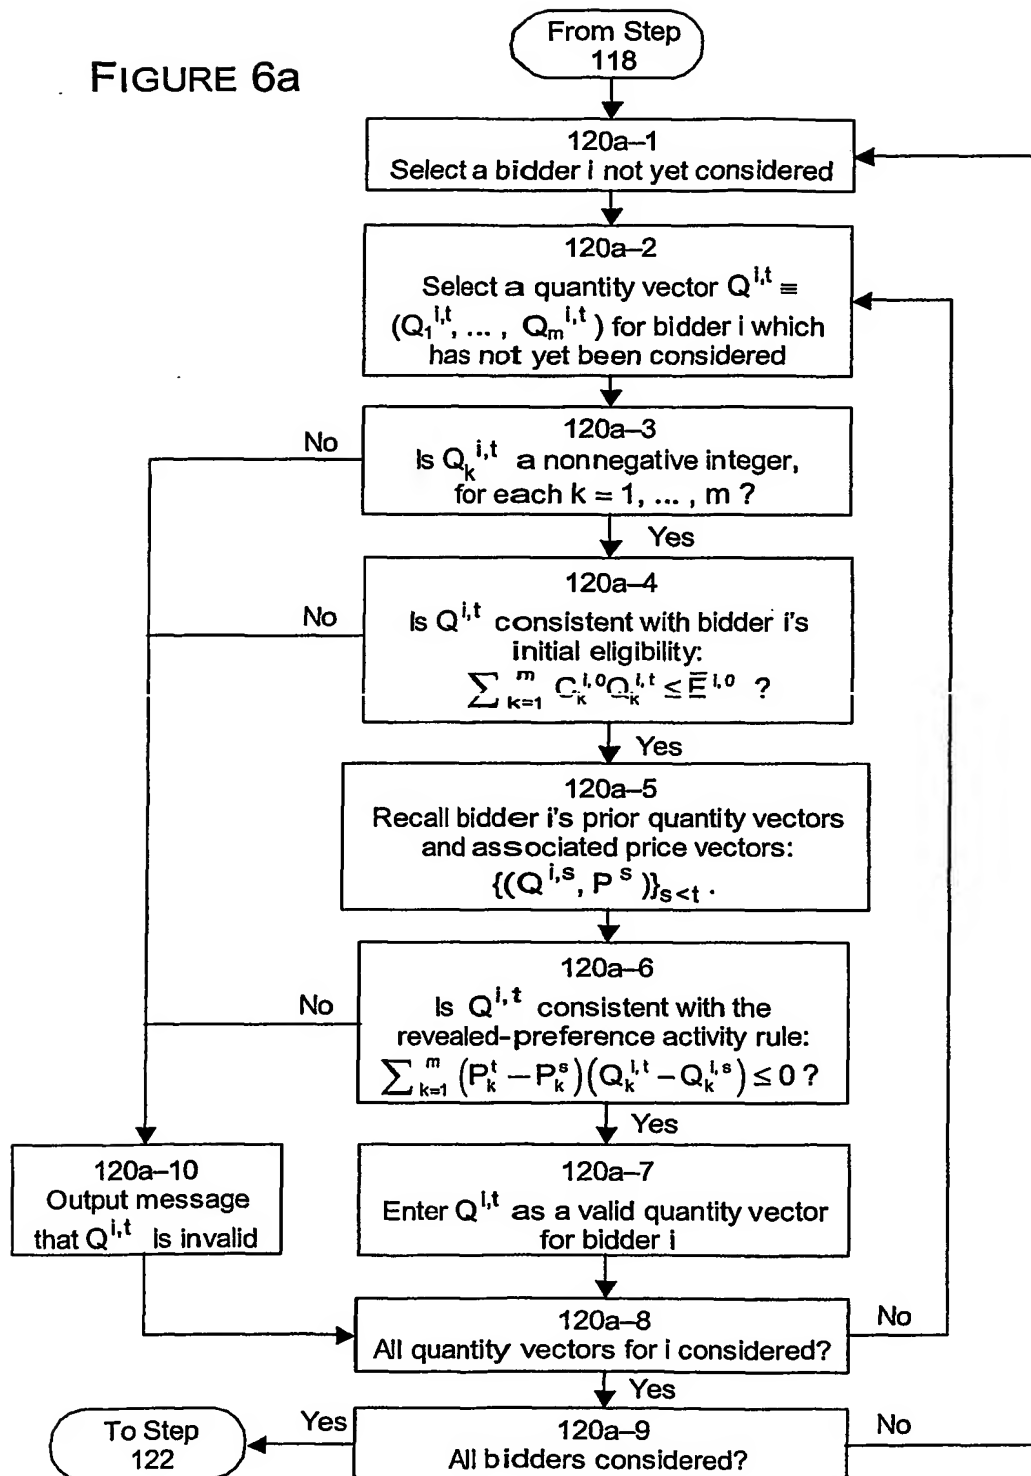 FIGURE 6a
From Step
118
120a–1
Select a bidder i not yet considered
120a–2
Select a quantity vector Q^{i,t} ≡
(Q_1^{i,t}, ... , Q_m^{i,t}) for bidder i which
has not yet been considered
120a–3
Is Q_k^{i,t} a nonnegative integer,
for each k = 1, ... , m ?
No
Yes
120a–4
Is Q^{i,t} consistent with bidder i's
initial eligibility:
∑_{k=1}^{m} C_k^{i,0} Q_k^{i,t} ≤ E̅^{i,0} ?
No
Yes
120a–5
Recall bidder i's prior quantity vectors
and associated price vectors:
{(Q^{i,s}, P^s)}_{s<t} .
120a–6
Is Q^{i,t} consistent with the
revealed-preference activity rule:
∑_{k=1}^{m} (P_k^t – P_k^s)(Q_k^{i,t} – Q_k^{i,s}) ≤ 0 ?
No
Yes
120a–7
Enter Q^{i,t} as a valid quantity vector
for bidder i
120a–10
Output message
that Q^{i,t} Is invalid
120a–8
All quantity vectors for i considered?
No
Yes
120a–9
All bidders considered?
No
Yes
To Step
122